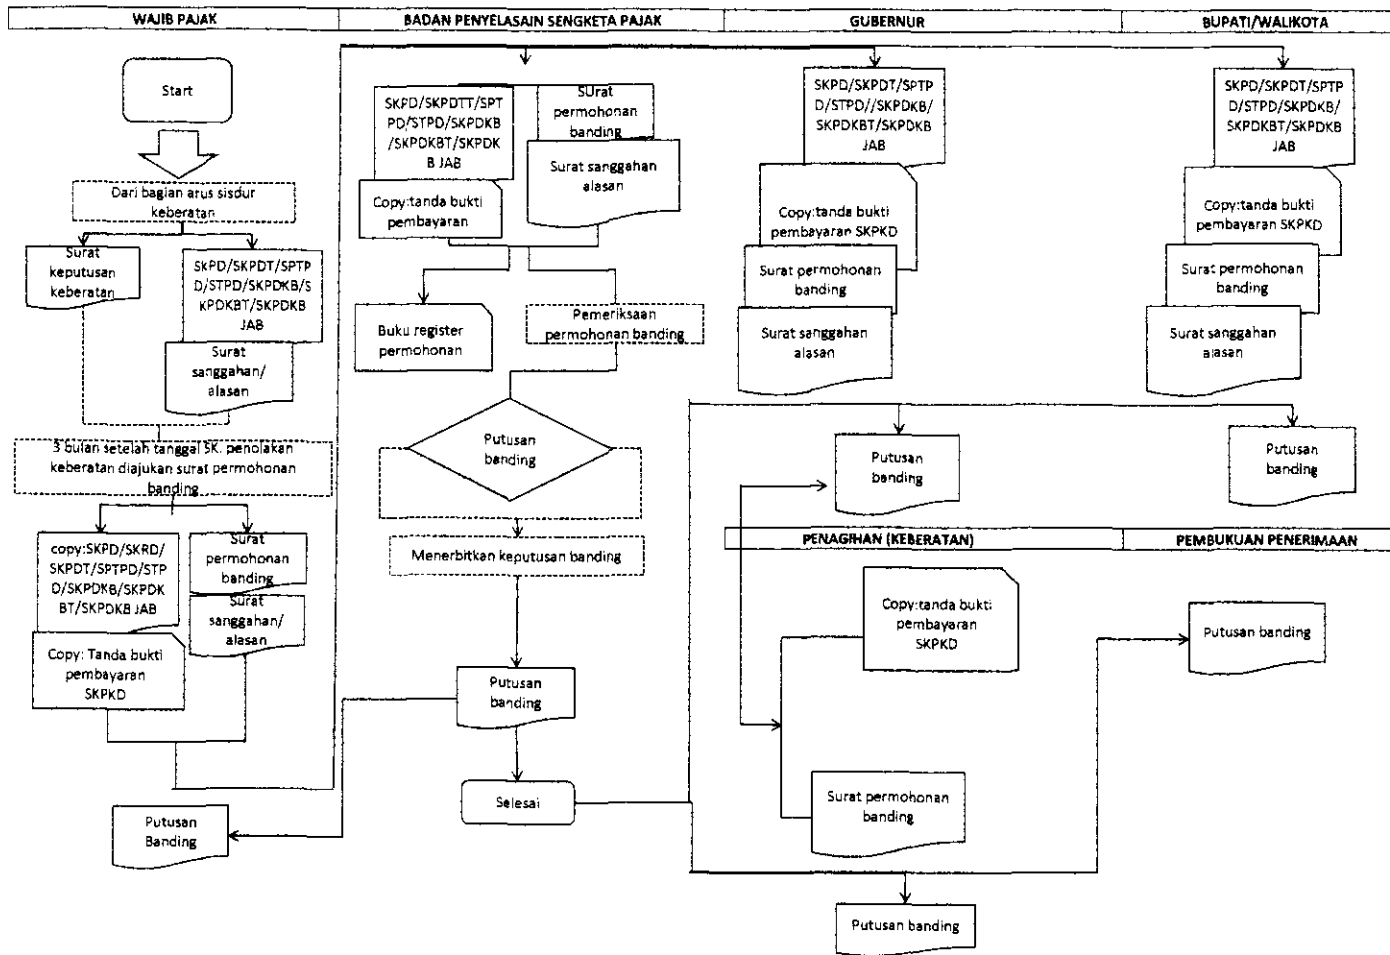 WAJIB PAJAK
BADAN PENYELASAIN SENGKETA PAJAK
GUBERNUR
BUPATI/WALIKOTA
Start
Dari bagian arus sisdur
keberatan
Surat
keputusan
keberatan
SKPD/SKPDT/SPTP
D/STPD/SKPDKB/S
KPDKBT/SKPDKB
JAB
Surat
sanggahan/
alasan
3 bulan setelah tanggal SK. penolakan
keberatan diajukan surat permohonan
banding
copy:SKPD/SKRD/
SKPDT/SPTPD/STP
D/SKPDKB/SKPDK
BT/SKPDKB JAB
Surat
permohonan
banding
Surat
sanggahan/
alasan
Copy: Tanda bukti
pembayaran
SKPKD
Putusan
Banding
SKPD/SKPDTT/SPT
PD/STPD/SKPDKB
/SKPDKBT/SKPDK
B JAB
SUrat
permohonan
banding
Surat sanggahan
alasan
Copy:tanda bukti
pembayaran
Buku register
permohonan
Pemeriksaan
permohonan banding
Putusan
banding
Menerbitkan keputusan banding
Putusan
banding
Selesai
SKPD/SKPDT/SPTP
D/STPD//SKPDKB/
SKPDKBT/SKPDKB
JAB
Copy:tanda bukti
pembayaran SKPKD
Surat permohonan
banding
Surat sanggahan
alasan
Putusan
banding
SKPD/SKPDT/SPTP
D/STPD/SKPDKB/
SKPDKBT/SKPDKB
JAB
Copy:tanda bukti
pembayaran SKPKD
Surat permohonan
banding
Surat sanggahan
alasan
Putusan
banding
PENAGIHAN (KEBERATAN)
PEMBUKUAN PENERIMAAN
Copy:tanda bukti
pembayaran
SKPKD
Putusan banding
Surat permohonan
banding
Putusan banding